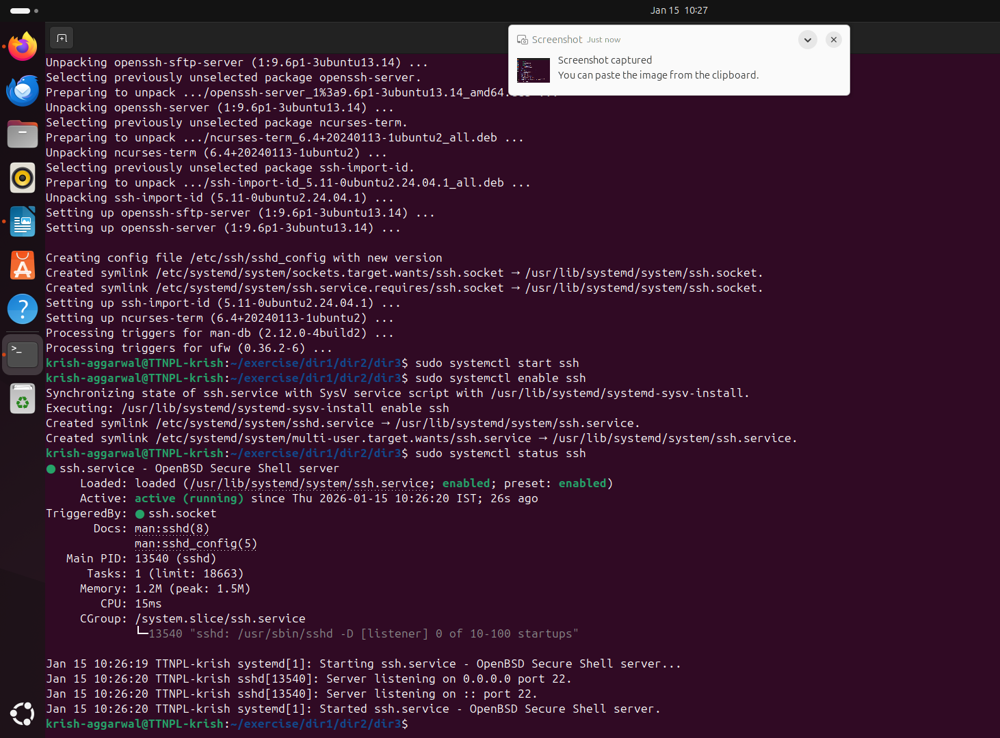 Jan 15 10:27
Screenshot Just now
Screenshot captured
You can paste the image from the clipboard.
Unpacking openssh-sftp-server (1:9.6p1-3ubuntu13.14) ...
Selecting previously unselected package openssh-server.
Preparing to unpack .../openssh-server_1%3a9.6p1-3ubuntu13.14_amd64.
Unpacking openssh-server (1:9.6p1-3ubuntu13.14) ...
Selecting previously unselected package ncurses-term.
Preparing to unpack .../ncurses-term_6.4+20240113-1ubuntu2_all.deb ...
Unpacking ncurses-term (6.4+20240113-1ubuntu2) ...
Selecting previously unselected package ssh-import-id.
Preparing to unpack .../ssh-import-id_5.11-0ubuntu2.24.04.1_all.deb ...
Unpacking ssh-import-id (5.11-0ubuntu2.24.04.1) ...
Setting up openssh-sftp-server (1:9.6p1-3ubuntu13.14) ...
Setting up openssh-server (1:9.6p1-3ubuntu13.14) ...
Creating config file /etc/ssh/sshd_config with new version
Created symlink /etc/systemd/system/sockets.target.wants/ssh.socket → /usr/lib/systemd/system/ssh.socket.
Created symlink /etc/systemd/system/ssh.service.requires/ssh.socket → /usr/lib/systemd/system/ssh.socket.
Setting up ssh-import-id (5.11-0ubuntu2.24.04.1) ...
Setting up ncurses-term (6.4+20240113-1ubuntu2) ...
Processing triggers for man-db (2.12.0-4build2) ...
Processing triggers for ufw (0.36.2-6) ...
krish-aggarwal@TTNPL-krish:~/exercise/dir1/dir2/dir3$ sudo systemctl start ssh
krish-aggarwal@TTNPL-krish:~/exercise/dir1/dir2/dir3$ sudo systemctl enable ssh
Synchronizing state of ssh.service with SysV service script with /usr/lib/systemd/systemd-sysv-install.
Executing: /usr/lib/systemd/systemd-sysv-install enable ssh
Created symlink /etc/systemd/system/sshd.service → /usr/lib/systemd/system/ssh.service.
Created symlink /etc/systemd/system/multi-user.target.wants/ssh.service → /usr/lib/systemd/system/ssh.service.
krish-aggarwal@TTNPL-krish:~/exercise/dir1/dir2/dir3$ sudo systemctl status ssh
● ssh.service - OpenBSD Secure Shell server
Loaded: loaded (/usr/lib/systemd/system/ssh.service; enabled; preset: enabled)
Active: active (running) since Thu 2026-01-15 10:26:20 IST; 26s ago
TriggeredBy: ● ssh.socket
Docs: man:sshd(8)
man:sshd_config(5)
Main PID: 13540 (sshd)
Tasks: 1 (limit: 18663)
Memory: 1.2M (peak: 1.5M)
CPU: 15ms
CGroup: /system.slice/ssh.service
└─13540 "sshd: /usr/sbin/sshd -D [listener] 0 of 10-100 startups"
Jan 15 10:26:19 TTNPL-krish systemd[1]: Starting ssh.service - OpenBSD Secure Shell server...
Jan 15 10:26:20 TTNPL-krish sshd[13540]: Server listening on 0.0.0.0 port 22.
Jan 15 10:26:20 TTNPL-krish sshd[13540]: Server listening on :: port 22.
Jan 15 10:26:20 TTNPL-krish systemd[1]: Started ssh.service - OpenBSD Secure Shell server.
krish-aggarwal@TTNPL-krish:~/exercise/dir1/dir2/dir3$